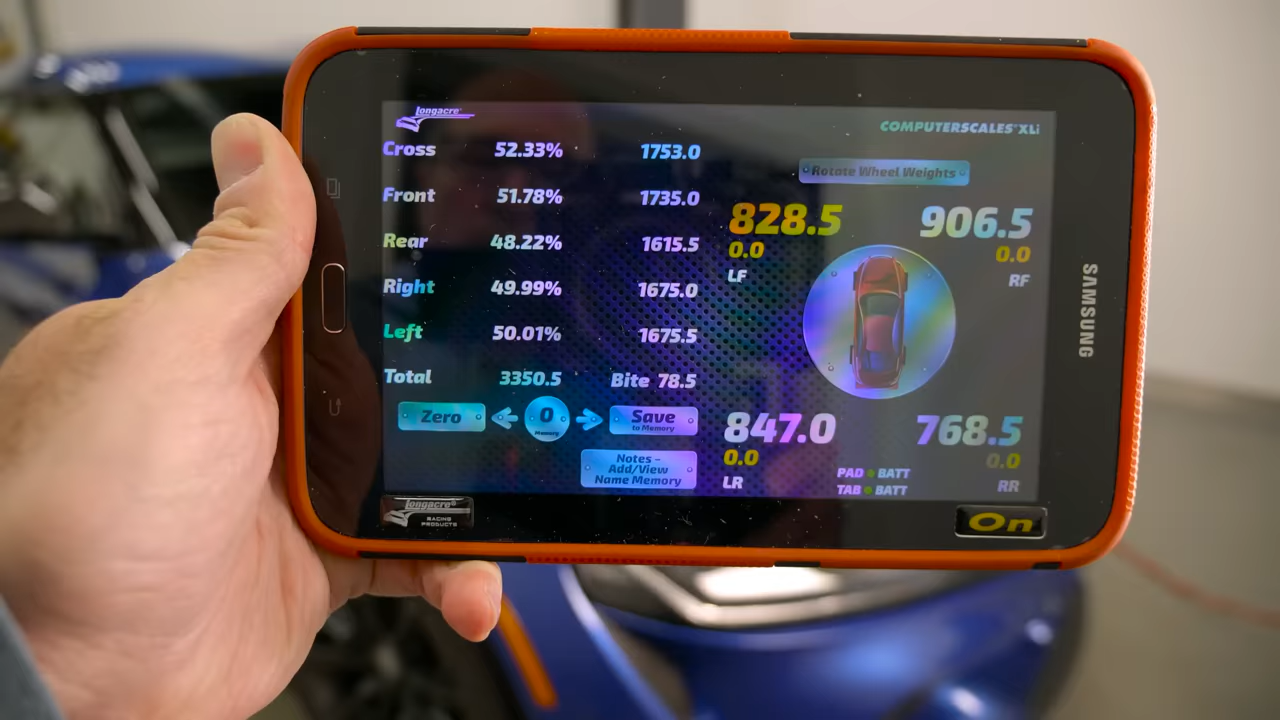 Longacre
COMPUTERSCALES™XLi
Cross 52.33% 1753.0
Front 51.78% 1735.0
Rear 48.22% 1615.5
Right 49.99% 1675.0
Left 50.01% 1675.5
Total 3350.5 Bite 78.5
Zero
0
Memory
Save
to Memory
Notes –
Add/View
Name Memory
Rotate Wheel Weights
828.5 906.5
0.0 0.0
LF RF
847.0 768.5
0.0 0.0
LR RR
PAD BATT
TAB BATT
Longacre®
RACING
PRODUCTS
On
SAMSUNG